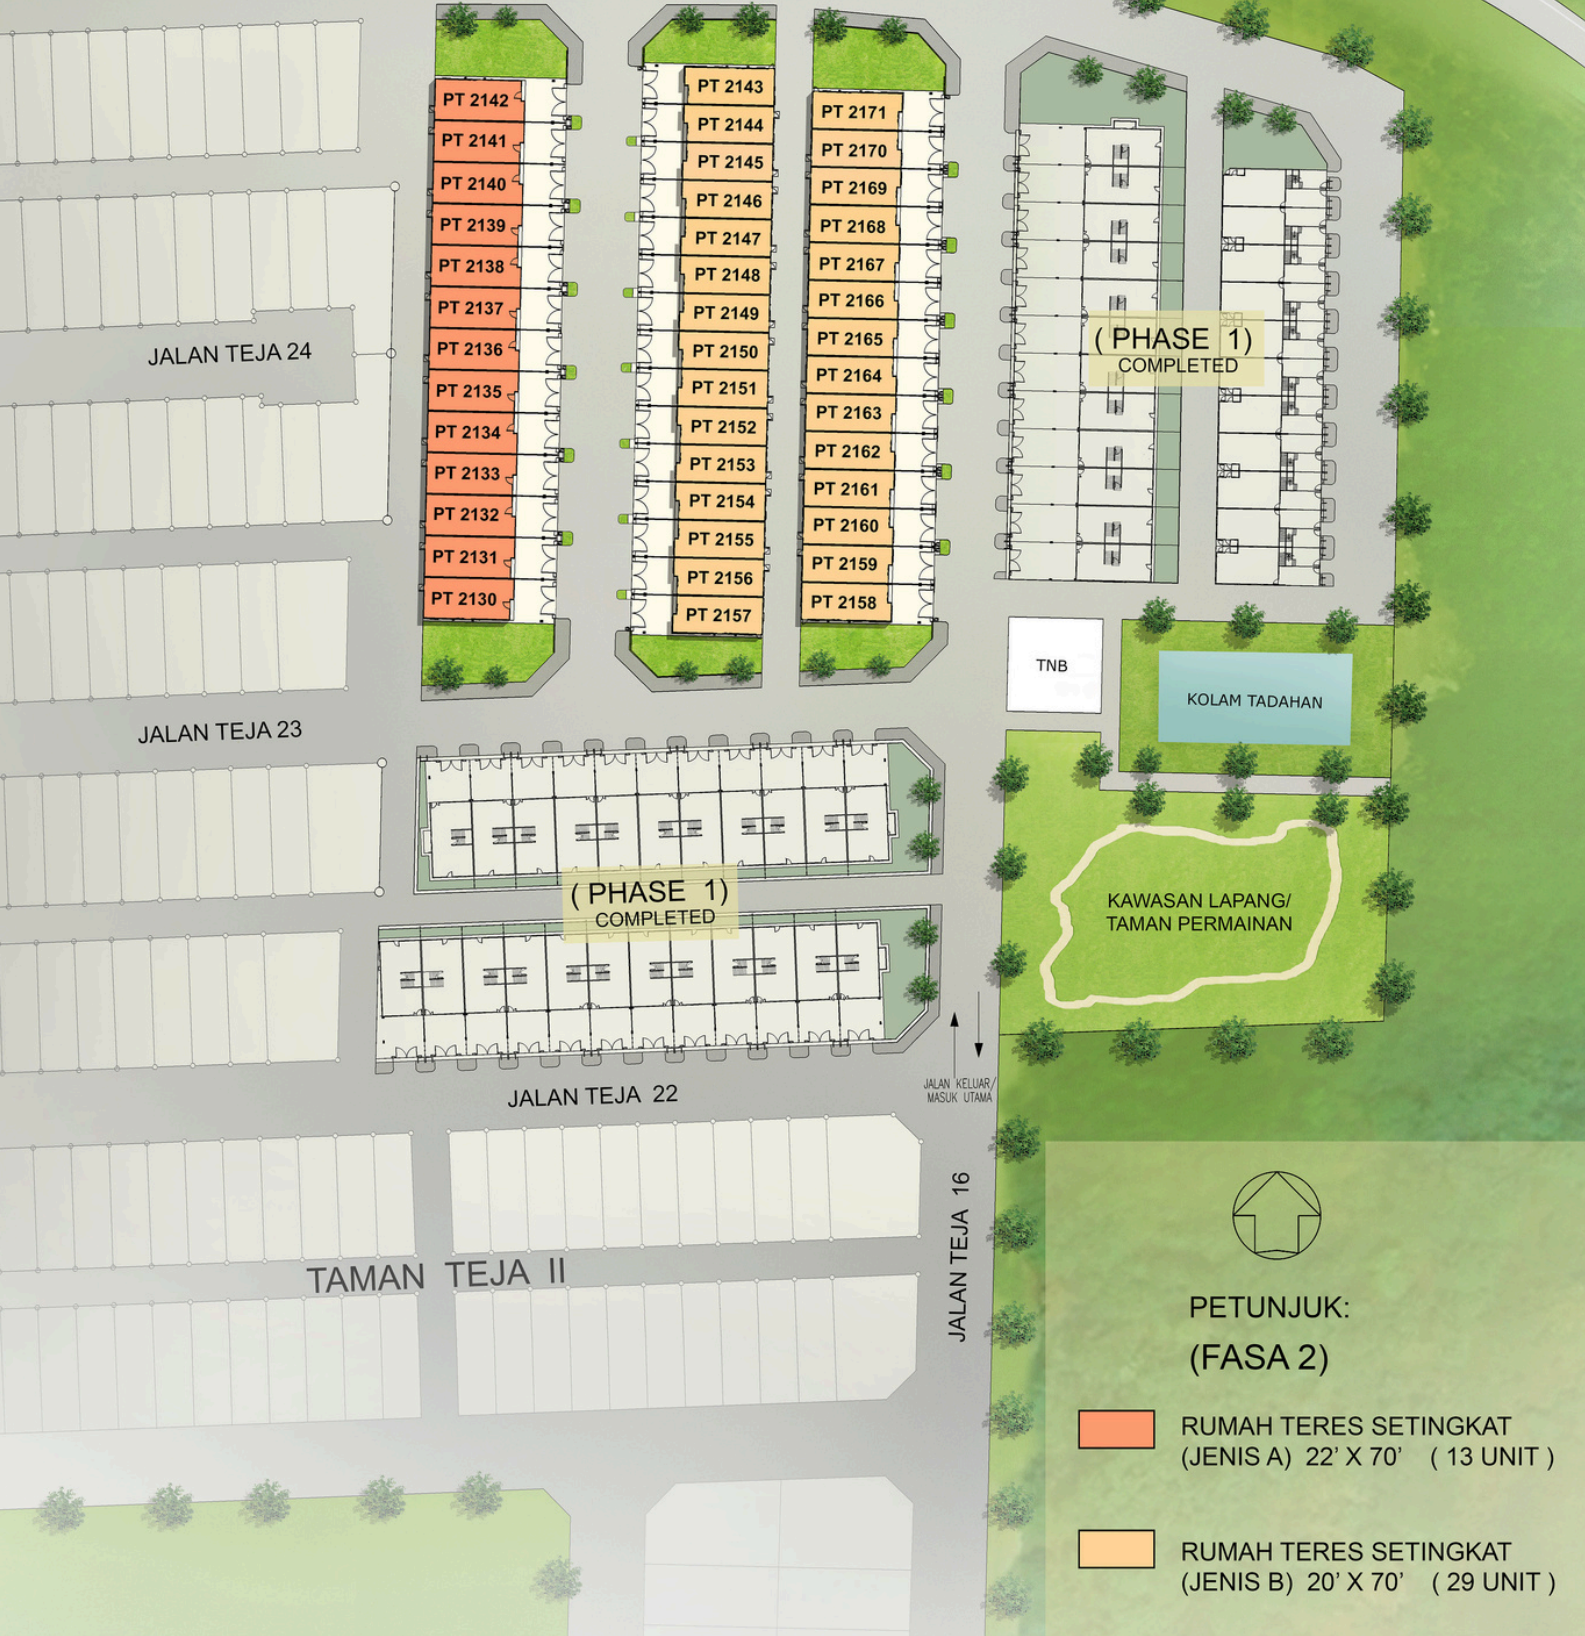 PT 2142
PT 2141
PT 2140
PT 2139
PT 2138
PT 2137
PT 2136
PT 2135
PT 2134
PT 2133
PT 2132
PT 2131
PT 2130
PT 2143
PT 2144
PT 2145
PT 2146
PT 2147
PT 2148
PT 2149
PT 2150
PT 2151
PT 2152
PT 2153
PT 2154
PT 2155
PT 2156
PT 2157
PT 2171
PT 2170
PT 2169
PT 2168
PT 2167
PT 2166
PT 2165
PT 2164
PT 2163
PT 2162
PT 2161
PT 2160
PT 2159
PT 2158
( PHASE 1)
COMPLETED
JALAN TEJA 24
TNB
KOLAM TADAHAN
JALAN TEJA 23
( PHASE 1)
COMPLETED
KAWASAN LAPANG/
TAMAN PERMAINAN
JALAN TEJA 22
JALAN KELUAR/
MASUK UTAMA
JALAN TEJA 16
TAMAN TEJA II
PETUNJUK:
(FASA 2)
RUMAH TERES SETINGKAT
(JENIS A) 22' X 70' ( 13 UNIT )
RUMAH TERES SETINGKAT
(JENIS B) 20' X 70' ( 29 UNIT )